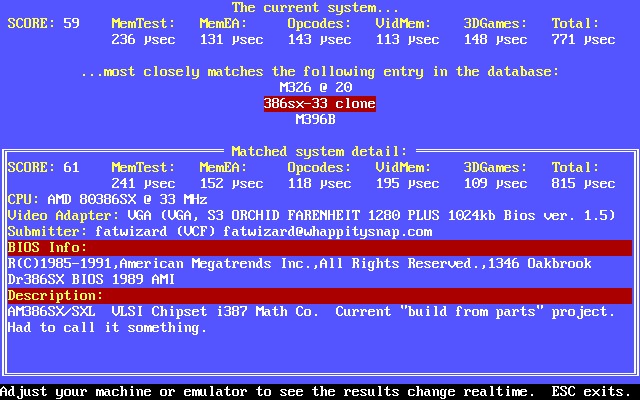 The current system...
SCORE: 59 MemTest: MemEA: Opcodes: VidMem: 3DGames: Total:
236 µsec 131 µsec 143 µsec 113 µsec 148 µsec 771 µsec
...most closely matches the following entry in the database:
M326 @ 20
386sx-33 clone
M396B
Matched system detail:
SCORE: 61 MemTest: MemEA: Opcodes: VidMem: 3DGames: Total:
241 µsec 152 µsec 118 µsec 195 µsec 109 µsec 815 µsec
CPU: AMD 80386SX @ 33 MHz
Video Adapter: VGA (VGA, S3 ORCHID FARENHEIT 1280 PLUS 1024kb Bios ver. 1.5)
Submitter: fatwizard (VCF) fatwizard@whappitysnap.com
BIOS Info:
R(C)1985-1991,American Megatrends Inc.,All Rights Reserved.,1346 Oakbrook
Dr386SX BIOS 1989 AMI
Description:
AM386SX/SXL VLSI Chipset i387 Math Co. Current "build from parts" project.
Had to call it something.
Adjust your machine or emulator to see the results change realtime. ESC exits.